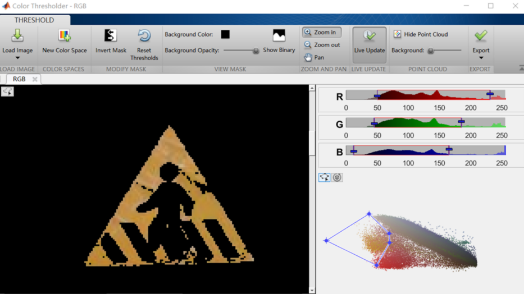 Color Thresholder - RGB
THRESHOLD
Load Image
New Color Space
Invert Mask
Reset
Thresholds
Background Color:
Background Opacity:
Show Binary
Zoom in
Zoom out
Pan
Live Update
Hide Point Cloud
Background:
Export
LOAD IMAGE
COLOR SPACES
MODIFY MASK
VIEW MASK
ZOOM AND PAN
LIVE UPDATE
POINT CLOUD
EXPORT
RGB
R
0 50 100 150 200 250
G
0 50 100 150 200 250
B
0 50 100 150 200 250